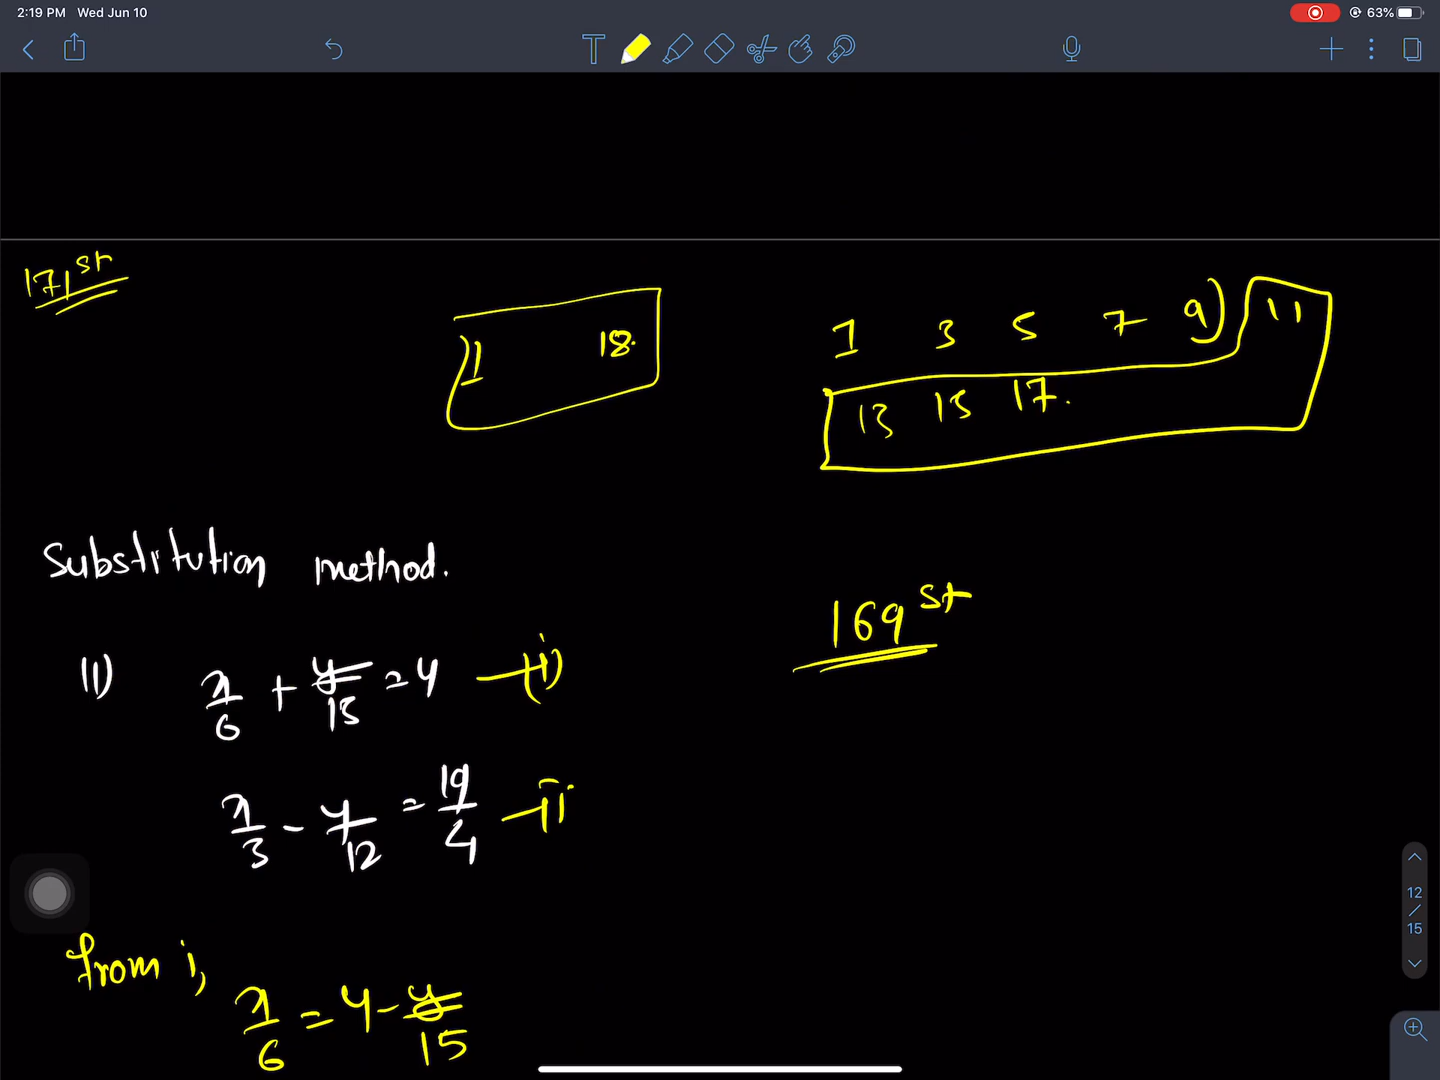 2:19 PM Wed Jun 10
63%
171st
11 18.
1 3 5 7 9) 11
13 15 17.
Substitution method.
169st
11) x/6 + y/15 = 4 —(i)
x/3 - y/12 = 19/4 —ii
from i,
x/6 = 4 - y/15
12
/
15